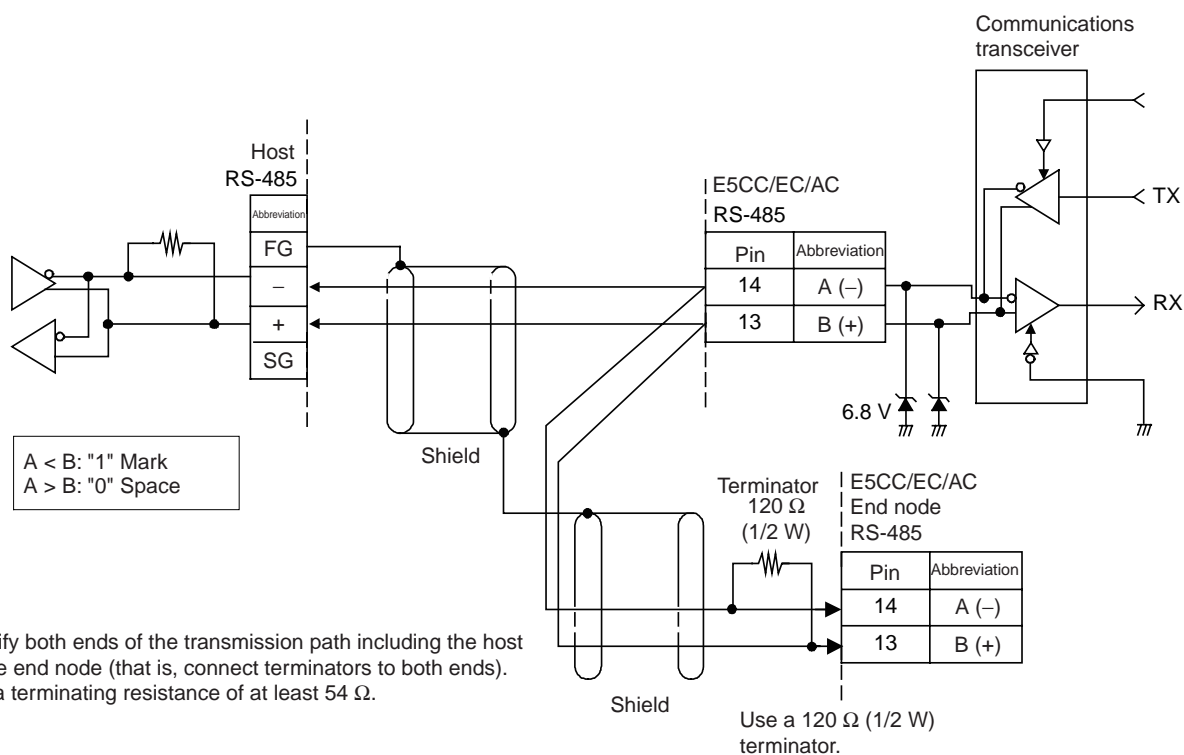 Communications
transceiver
Host
RS-485
Abbreviation
FG
−
+
SG
E5CC/EC/AC
RS-485
Pin Abbreviation
14 A (−)
13 B (+)
TX
RX
6.8 V
A < B: "1" Mark
A > B: "0" Space
Shield
Terminator
120 Ω
(1/2 W)
E5CC/EC/AC
End node
RS-485
Pin Abbreviation
14 A (−)
13 B (+)
ify both ends of the transmission path including the host
e end node (that is, connect terminators to both ends).
a terminating resistance of at least 54 Ω.
Shield
Use a 120 Ω (1/2 W)
terminator.